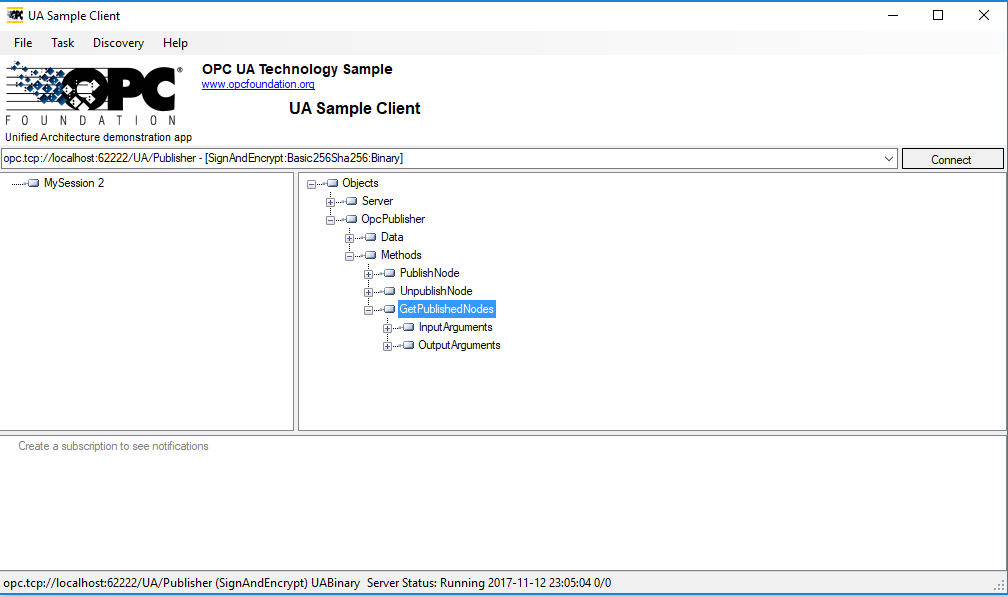 UA Sample Client
File Task Discovery Help
OPC®
FOUNDATION
Unified Architecture demonstration app
OPC UA Technology Sample
www.opcfoundation.org
UA Sample Client
opc.tcp://localhost:62222/UA/Publisher - [SignAndEncrypt:Basic256Sha256:Binary]
Connect
MySession 2
Objects
Server
OpcPublisher
Data
Methods
PublishNode
UnpublishNode
GetPublishedNodes
InputArguments
OutputArguments
Create a subscription to see notifications
opc.tcp://localhost:62222/UA/Publisher (SignAndEncrypt) UABinary Server Status: Running 2017-11-12 23:05:04 0/0